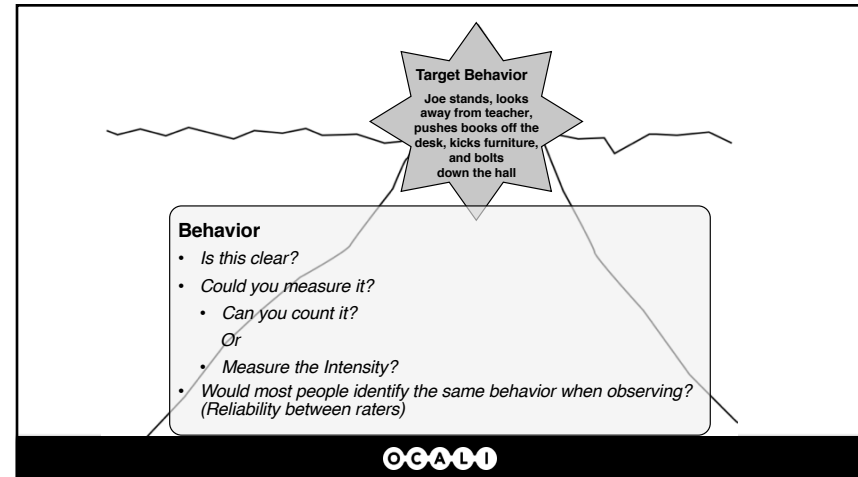 Target Behavior
Joe stands, looks
away from teacher,
pushes books off the
desk, kicks furniture,
and bolts
down the hall
Behavior
• Is this clear?
• Could you measure it?
• Can you count it?
Or
• Measure the Intensity?
• Would most people identify the same behavior when observing?
(Reliability between raters)
OCALI